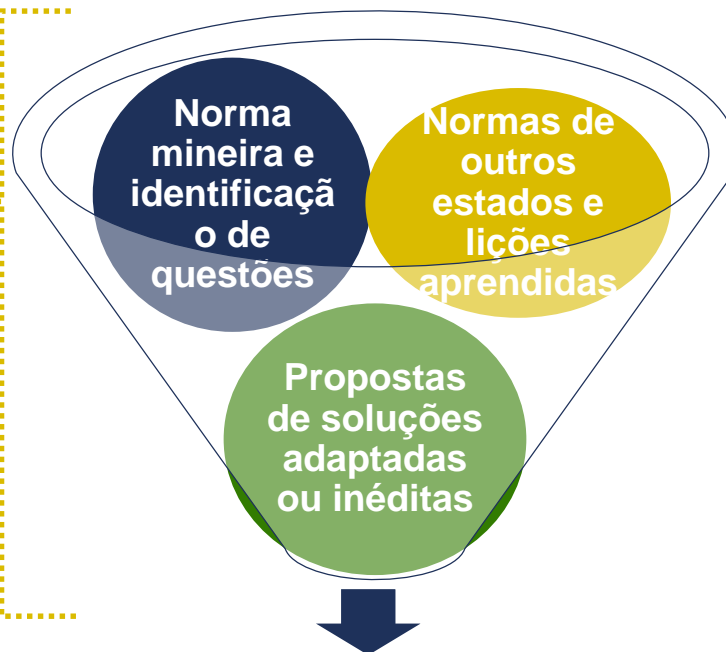 Norma
mineira e
identificaçã
o de
questões
Normas de
outros
estados e
lições
aprendidas
Propostas
de soluções
adaptadas
ou inéditas